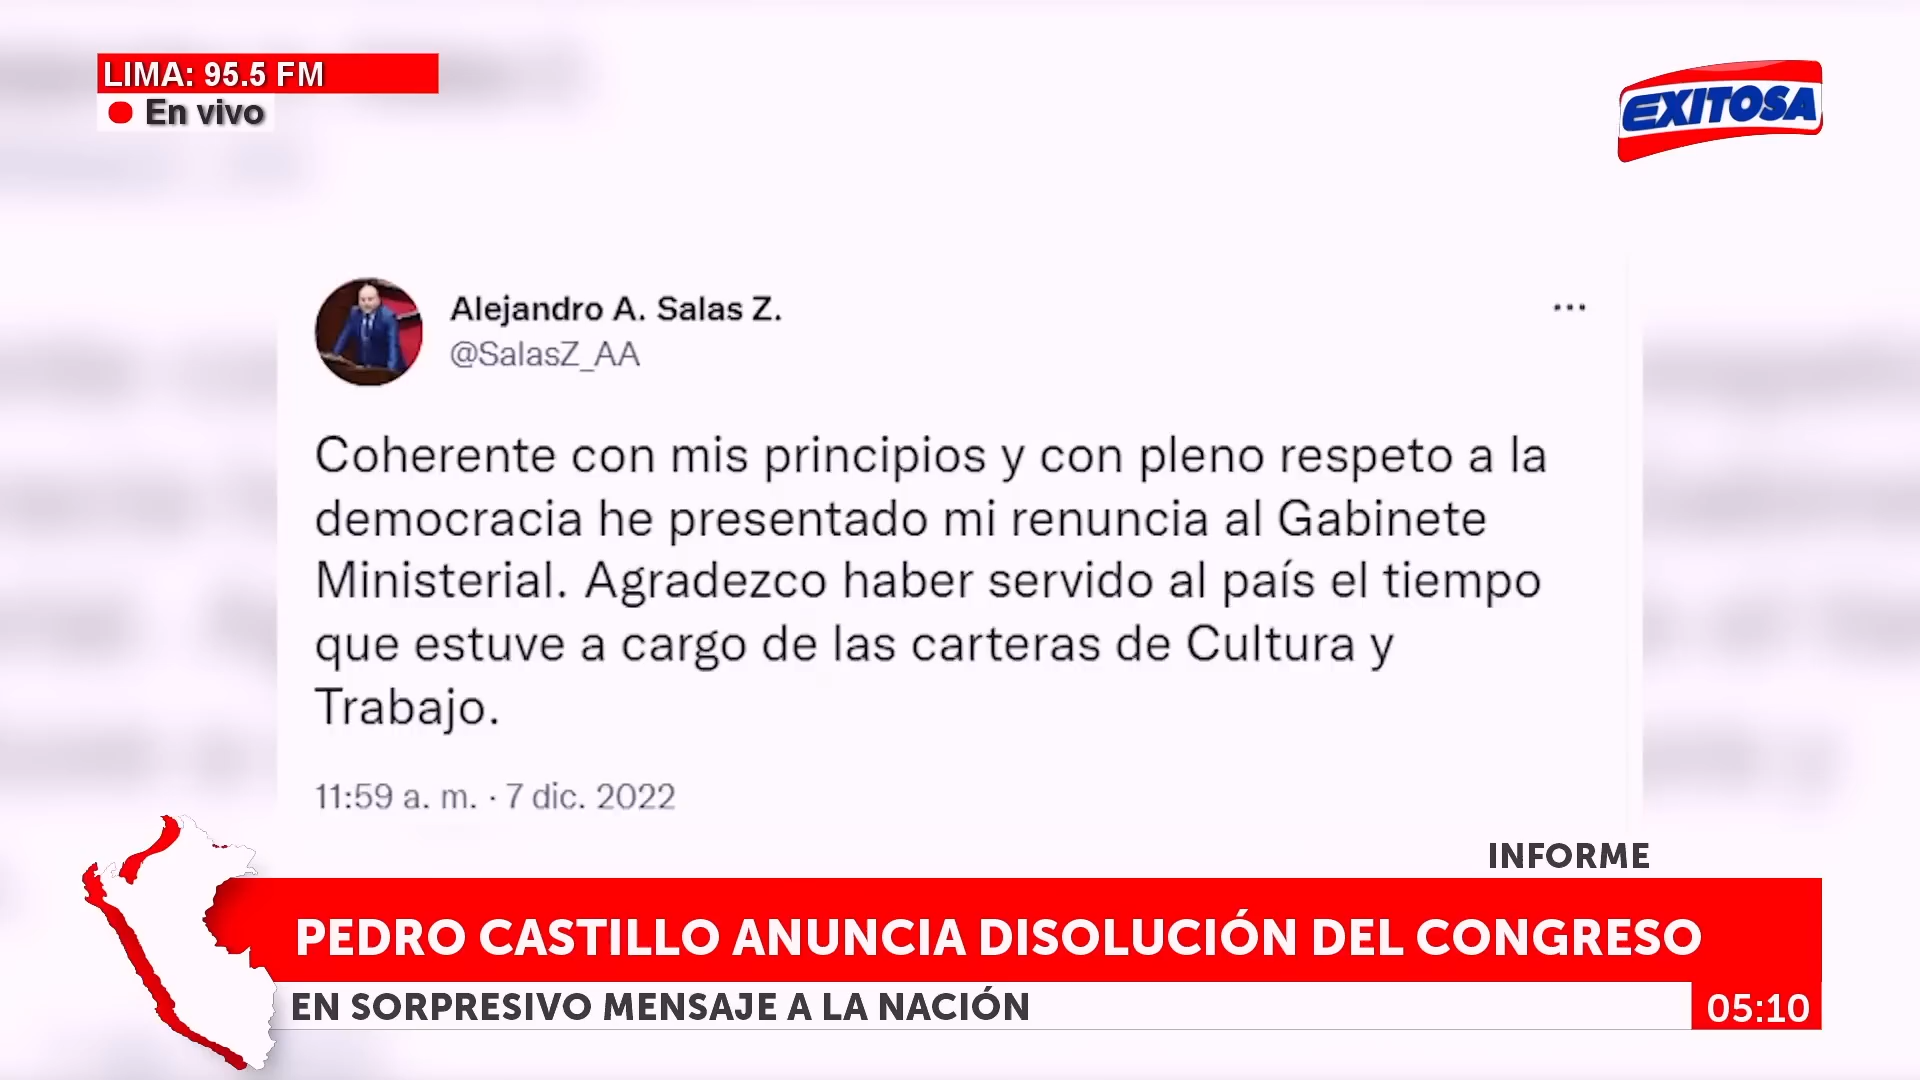 LIMA: 95.5 FM
En vivo
EXITOSA
Alejandro A. Salas Z.
@SalasZ_AA
Coherente con mis principios y con pleno respeto a la
democracia he presentado mi renuncia al Gabinete
Ministerial. Agradezco haber servido al país el tiempo
que estuve a cargo de las carteras de Cultura y
Trabajo.
11:59 a. m. · 7 dic. 2022
INFORME
PEDRO CASTILLO ANUNCIA DISOLUCIÓN DEL CONGRESO
EN SORPRESIVO MENSAJE A LA NACIÓN
05:10